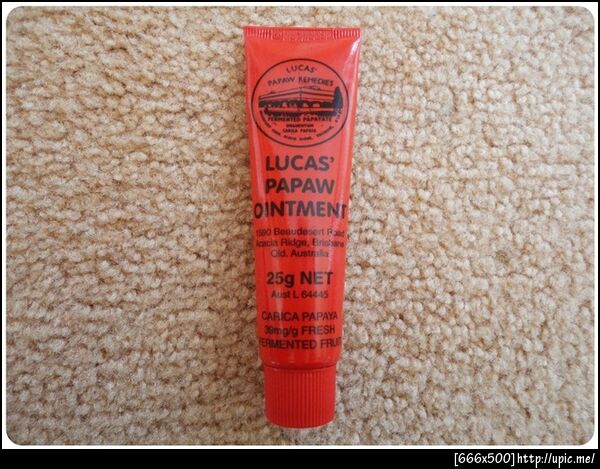 LUCAS'
PAPAW REMEDIES
FERMENTED PAPAYATE
CARICA PAPAYA
LUCAS'
PAPAW
OINTMENT
1590 Beaudesert Road
Acacia Ridge, Brisbane
Qld. Australia
25g NET
Aust L 64445
CARICA PAPAYA
39mg/g FRESH
FERMENTED FRUIT
[666x500]http://upic.me/